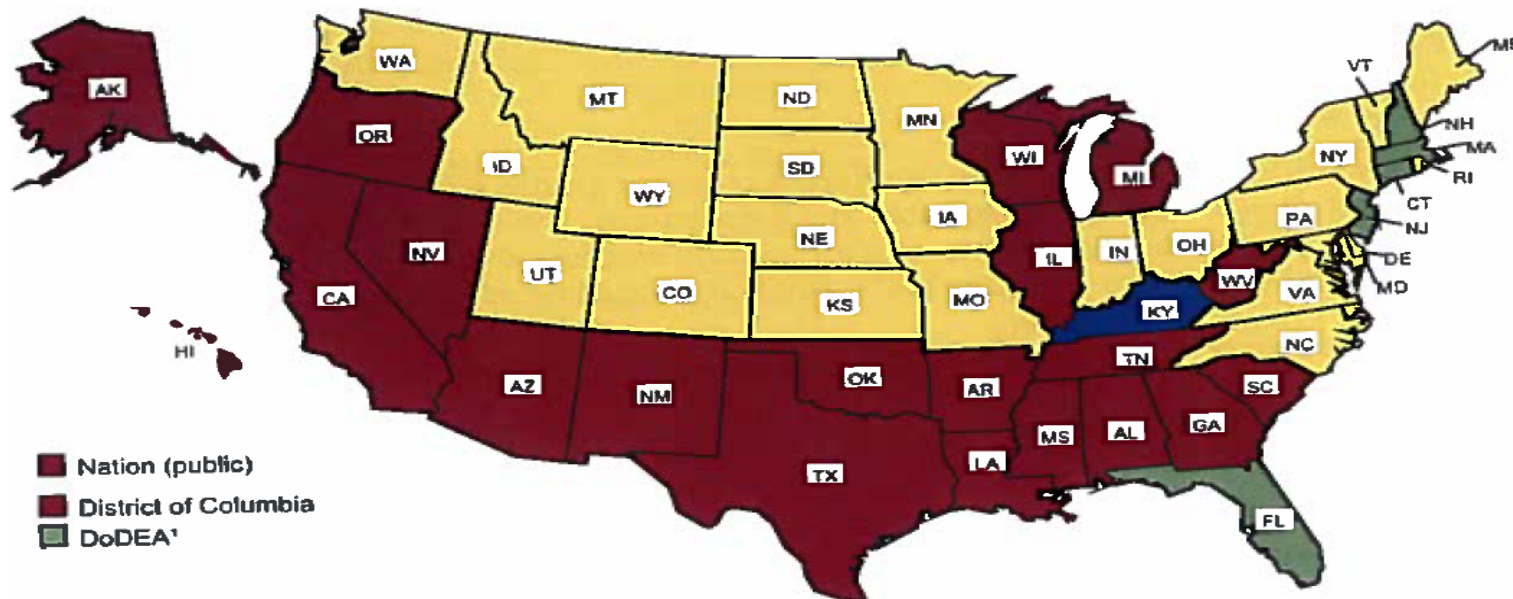 ME
VT
AK
WA
MT
ND
MN
OR
ID
SD
WI
MI
NY
NH
MA
RI
CT
WY
IA
PA
NJ
NE
IL
IN
OH
NV
UT
CO
DE
WV
MD
CA
KS
MO
KY
VA
HI
NC
TN
AZ
NM
OK
AR
SC
MS
AL
GA
LA
TX
FL
Nation (public)
District of Columbia
DoDEA¹